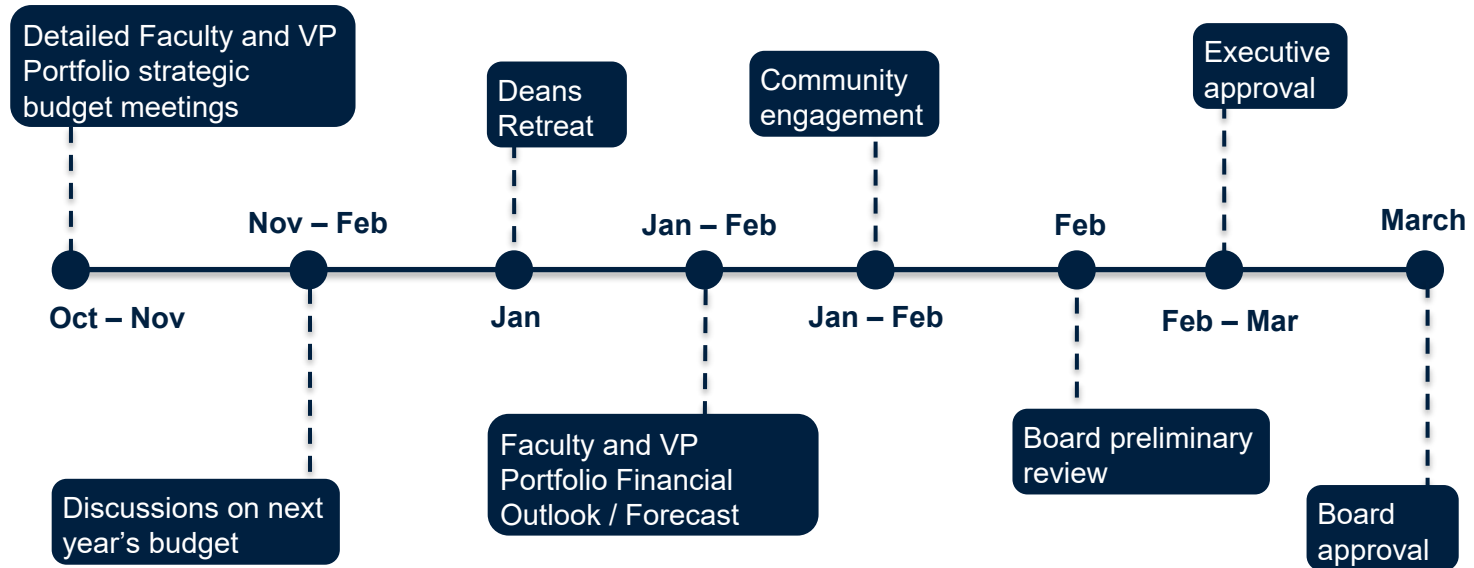 Detailed Faculty and VP
Portfolio strategic
budget meetings
Oct – Nov
Nov – Feb
Discussions on next
year’s budget
Deans
Retreat
Jan
Jan – Feb
Faculty and VP
Portfolio Financial
Outlook / Forecast
Community
engagement
Jan – Feb
Feb
Board preliminary
review
Executive
approval
Feb – Mar
March
Board
approval